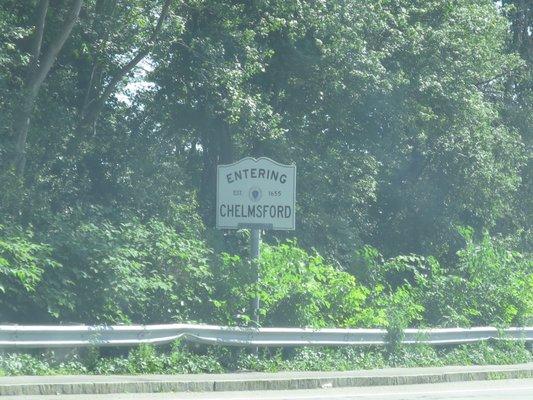 ENTERING
EST. 1655
CHELMSFORD